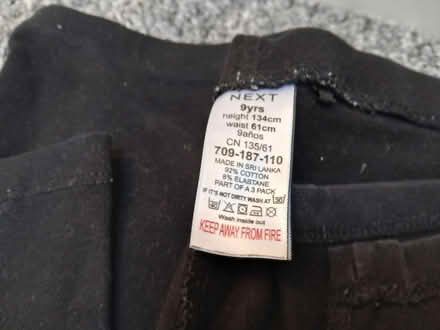 NEXT
9yrs
height 134cm
waist 61cm
9años
CN 135/61
709-187-110
MADE IN SRI LANKA
92% COTTON
8% ELASTANE
PART OF A 3 PACK
IF IT'S NOT DIRTY WASH AT 30
Wash inside out
KEEP AWAY FROM FIRE